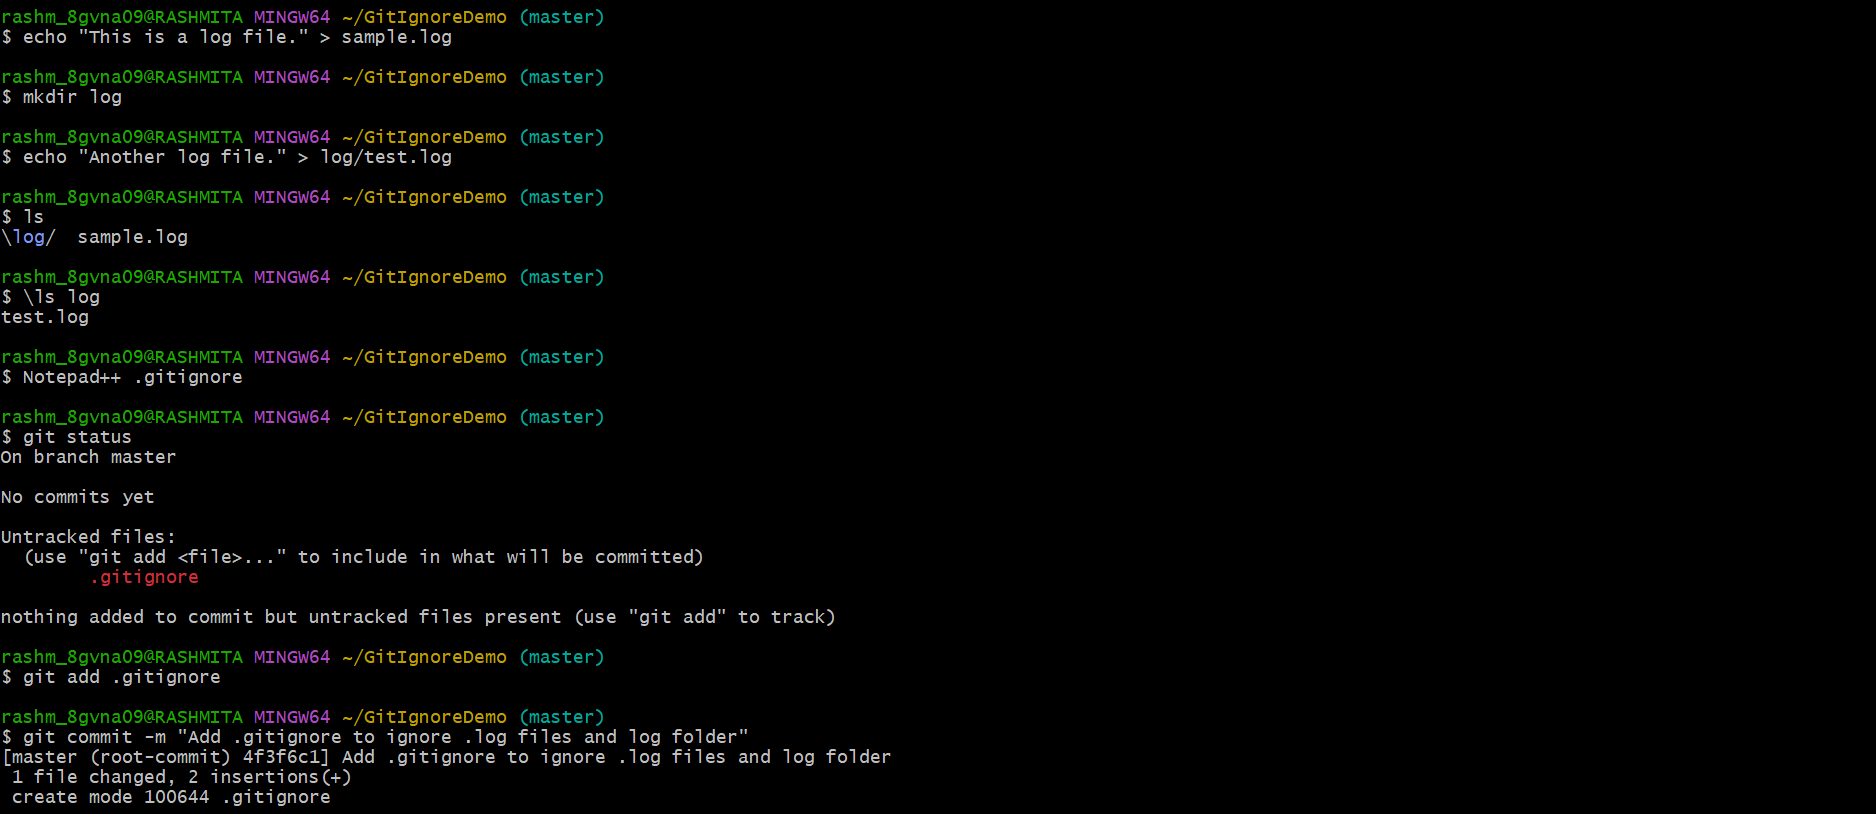 rashm_8gvna09@RASHMITA MINGW64 ~/GitIgnoreDemo (master)
$ echo "This is a log file." > sample.log
rashm_8gvna09@RASHMITA MINGW64 ~/GitIgnoreDemo (master)
$ mkdir log
rashm_8gvna09@RASHMITA MINGW64 ~/GitIgnoreDemo (master)
$ echo "Another log file." > log/test.log
rashm_8gvna09@RASHMITA MINGW64 ~/GitIgnoreDemo (master)
$ ls
\log/  sample.log
rashm_8gvna09@RASHMITA MINGW64 ~/GitIgnoreDemo (master)
$ \ls log
test.log
rashm_8gvna09@RASHMITA MINGW64 ~/GitIgnoreDemo (master)
$ Notepad++ .gitignore
rashm_8gvna09@RASHMITA MINGW64 ~/GitIgnoreDemo (master)
$ git status
On branch master
No commits yet
Untracked files:
  (use "git add <file>..." to include in what will be committed)
        .gitignore
nothing added to commit but untracked files present (use "git add" to track)
rashm_8gvna09@RASHMITA MINGW64 ~/GitIgnoreDemo (master)
$ git add .gitignore
rashm_8gvna09@RASHMITA MINGW64 ~/GitIgnoreDemo (master)
$ git commit -m "Add .gitignore to ignore .log files and log folder"
[master (root-commit) 4f3f6c1] Add .gitignore to ignore .log files and log folder
 1 file changed, 2 insertions(+)
 create mode 100644 .gitignore